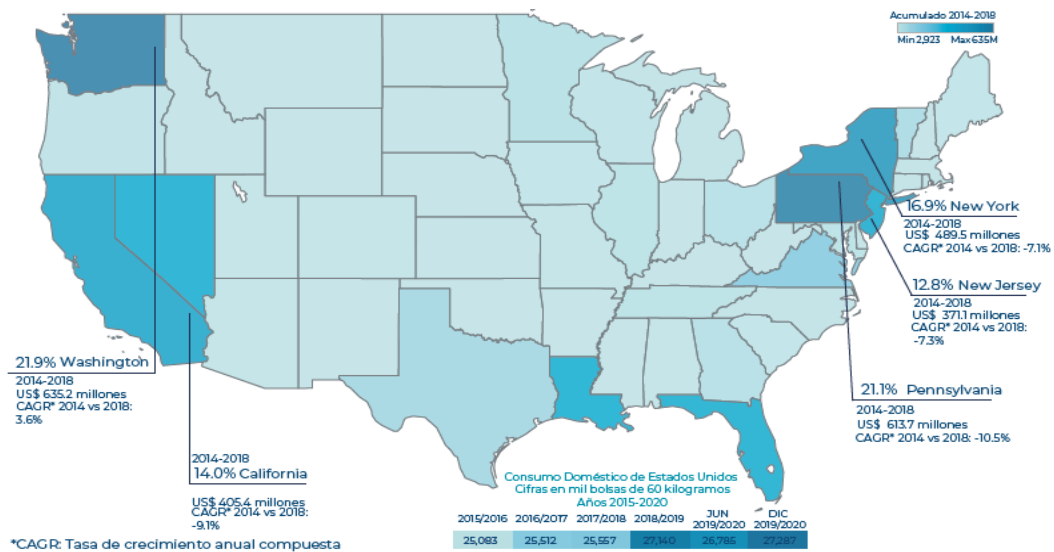 Acumulado 2014-2018
Min 2,923 Max 635M
16.9% New York
2014-2018
US$ 489.5 millones
CAGR* 2014 vs 2018: -7.1%
12.8% New Jersey
2014-2018
US$ 371.1 millones
CAGR* 2014 vs 2018:
-7.3%
21.9% Washington
2014-2018
US$ 635.2 millones
CAGR* 2014 vs 2018:
3.6%
21.1% Pennsylvania
2014-2018
US$ 613.7 millones
CAGR* 2014 vs 2018: -10.5%
2014-2018
14.0% California
US$ 405.4 millones
CAGR* 2014 vs 2018:
-9.1%
Consumo Doméstico de Estados Unidos
Cifras en mil bolsas de 60 kilogramos
Años 2015-2020
JUN DIC
2015/2016 2016/2017 2017/2018 2018/2019 2019/2020 2019/2020
25,083 25,512 25,557 27,140 26,785 27,287
*CAGR: Tasa de crecimiento anual compuesta